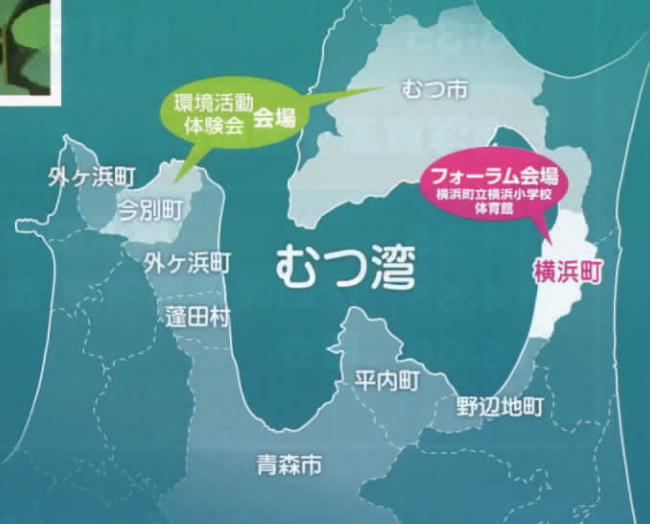 むつ市
環境活動
体験会 会場
フォーラム会場
横浜町立横浜小学校
体育館
外ヶ浜町
今別町
外ヶ浜町
むつ湾
横浜町
蓬田村
平内町
野辺地町
青森市